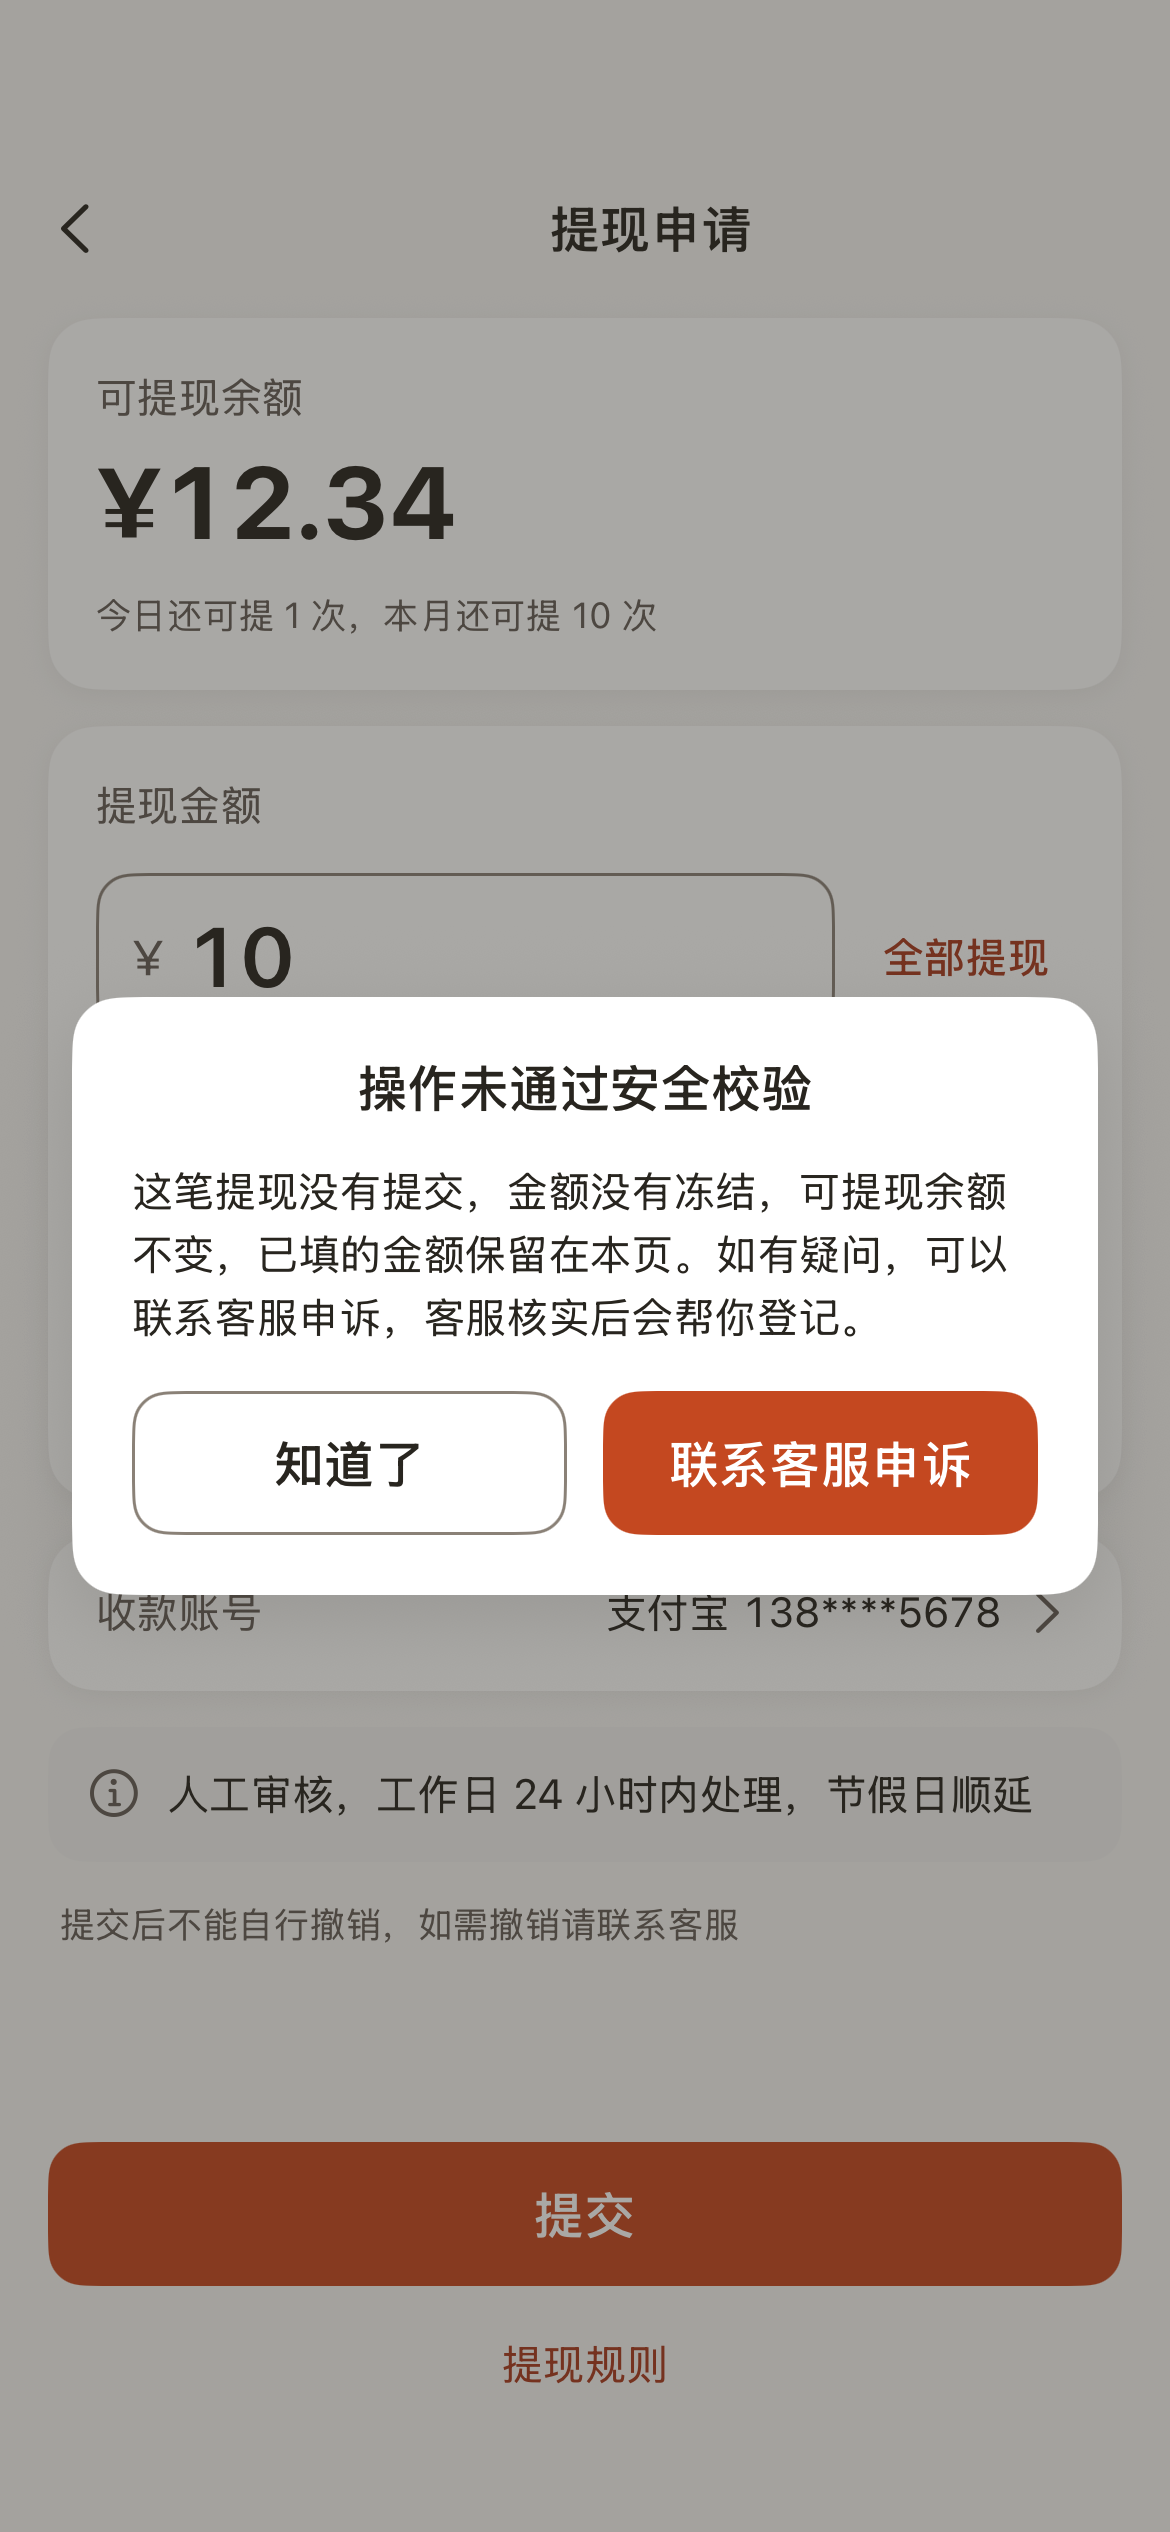 提现申请
可提现余额
¥12.34
今日还可提 1 次，本月还可提 10 次
提现金额
¥ 10
全部提现
操作未通过安全校验
这笔提现没有提交，金额没有冻结，可提现余额
不变，已填的金额保留在本页。如有疑问，可以
联系客服申诉，客服核实后会帮你登记。
知道了
联系客服申诉
收款账号
支付宝 138****5678
人工审核，工作日 24 小时内处理，节假日顺延
提交后不能自行撤销，如需撤销请联系客服
提交
提现规则